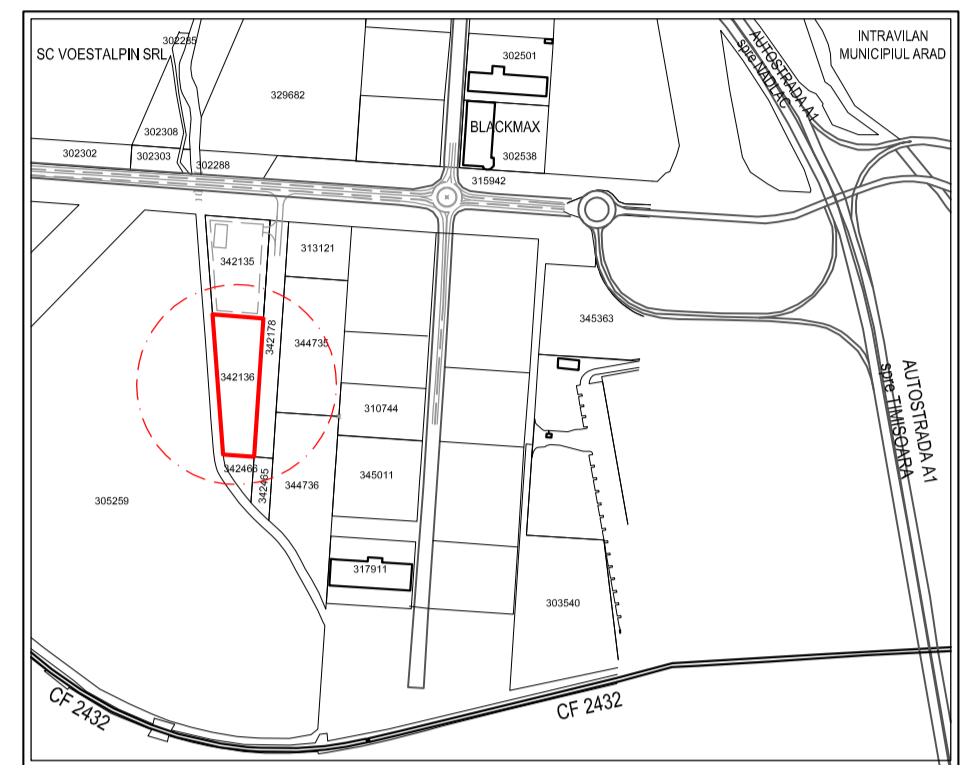 SC VOESTALPIN SRL
302285
302501
AUTOSTRADA A1
spre NADLAC
INTRAVILAN
MUNICIPIUL ARAD
329682
302308
BLACKMAX
302302
302303
302288
302538
315942
342135
313121
345363
342178
344735
342136
310744
AUTOSTRADA A1
spre TIMISOARA
342466
342465
344736
345011
305259
317911
303540
CF 2432
CF 2432